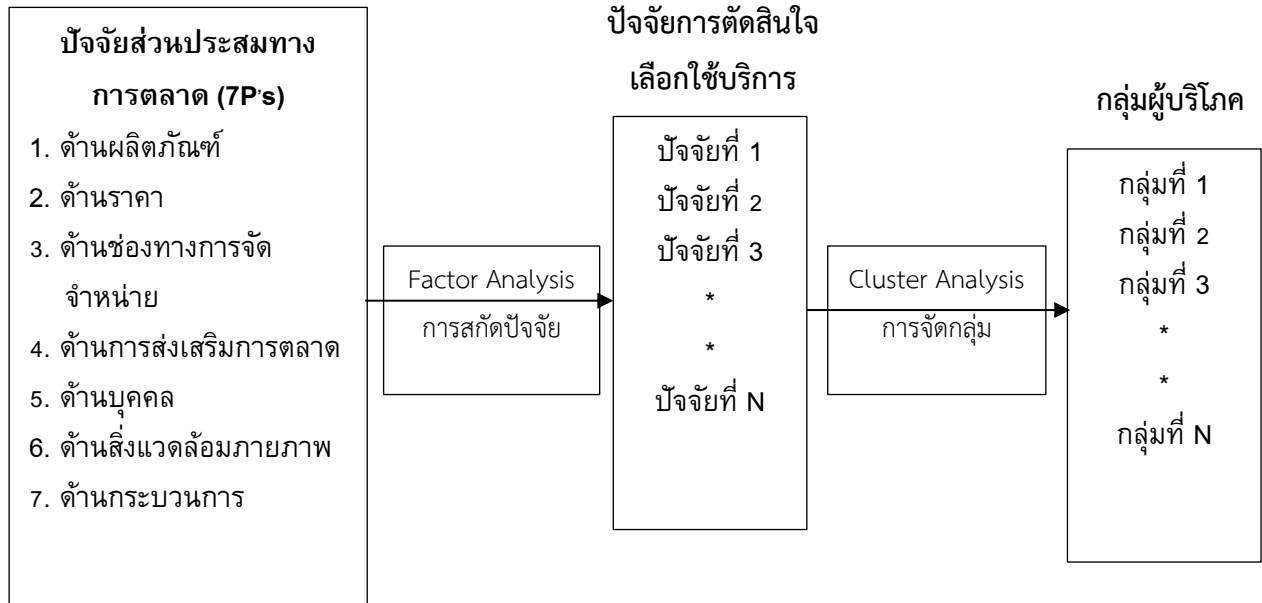 ปัจจัยส่วนประสมทาง
การตลาด (7P's)
1. ด้านผลิตภัณฑ์
2. ด้านราคา
3. ด้านช่องทางการจัด
จำหน่าย
4. ด้านการส่งเสริมการตลาด
5. ด้านบุคคล
6. ด้านสิ่งแวดล้อมภายภาพ
7. ด้านกระบวนการ
Factor Analysis
การสกัดปัจจัย
ปัจจัยการตัดสินใจ
เลือกใช้บริการ
ปัจจัยที่ 1
ปัจจัยที่ 2
ปัจจัยที่ 3
*
*
ปัจจัยที่ N
Cluster Analysis
การจัดกลุ่ม
กลุ่มผู้บริโภค
กลุ่มที่ 1
กลุ่มที่ 2
กลุ่มที่ 3
*
*
กลุ่มที่ N